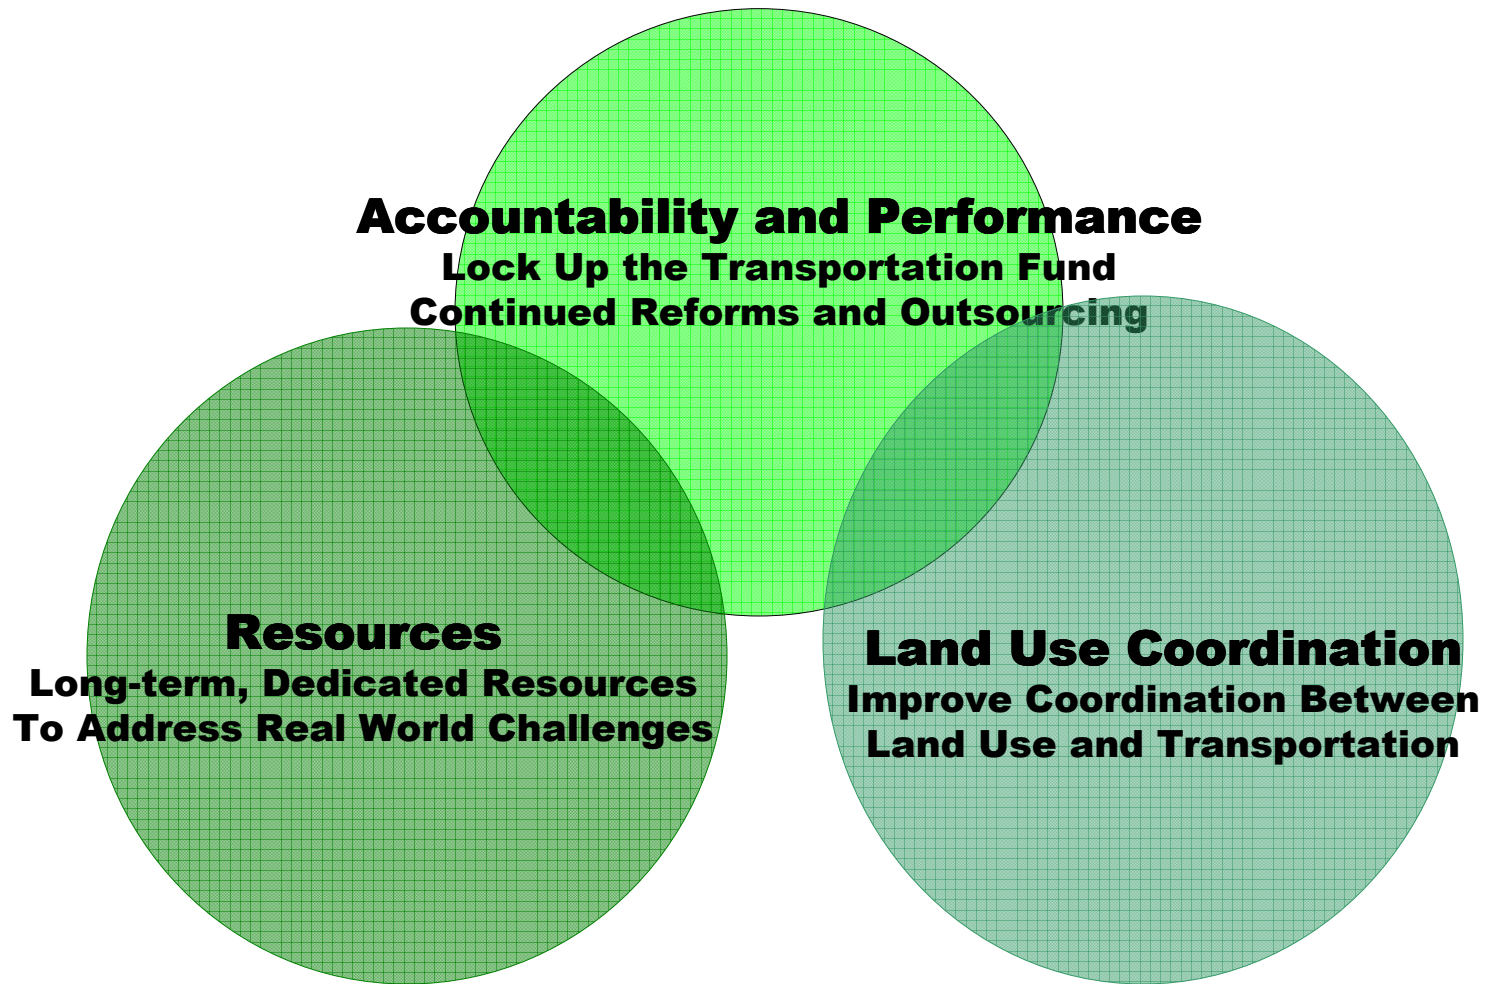 Accountability and Performance
Lock Up the Transportation Fund
Continued Reforms and Outsourcing
Resources
Long-term, Dedicated Resources
To Address Real World Challenges
Land Use Coordination
Improve Coordination Between
Land Use and Transportation